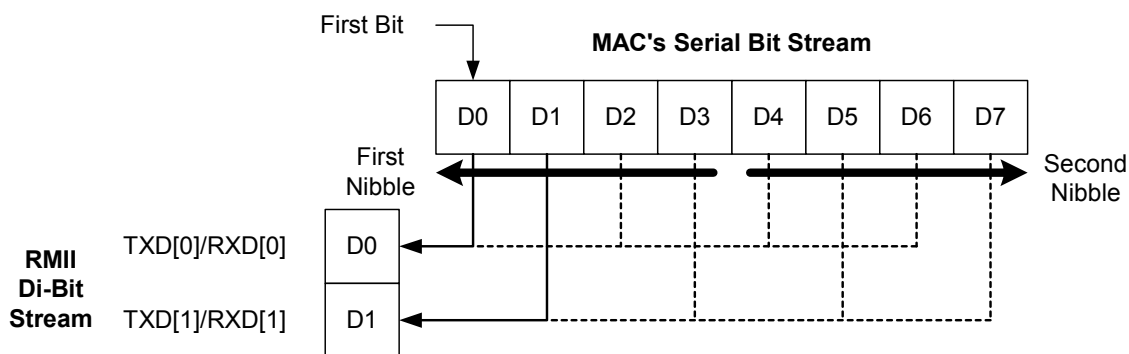 First Bit
MAC's Serial Bit Stream
D0 D1 D2 D3 D4 D5 D6 D7
First
Nibble
Second
Nibble
RMII
Di-Bit
Stream
TXD[0]/RXD[0] D0
TXD[1]/RXD[1] D1